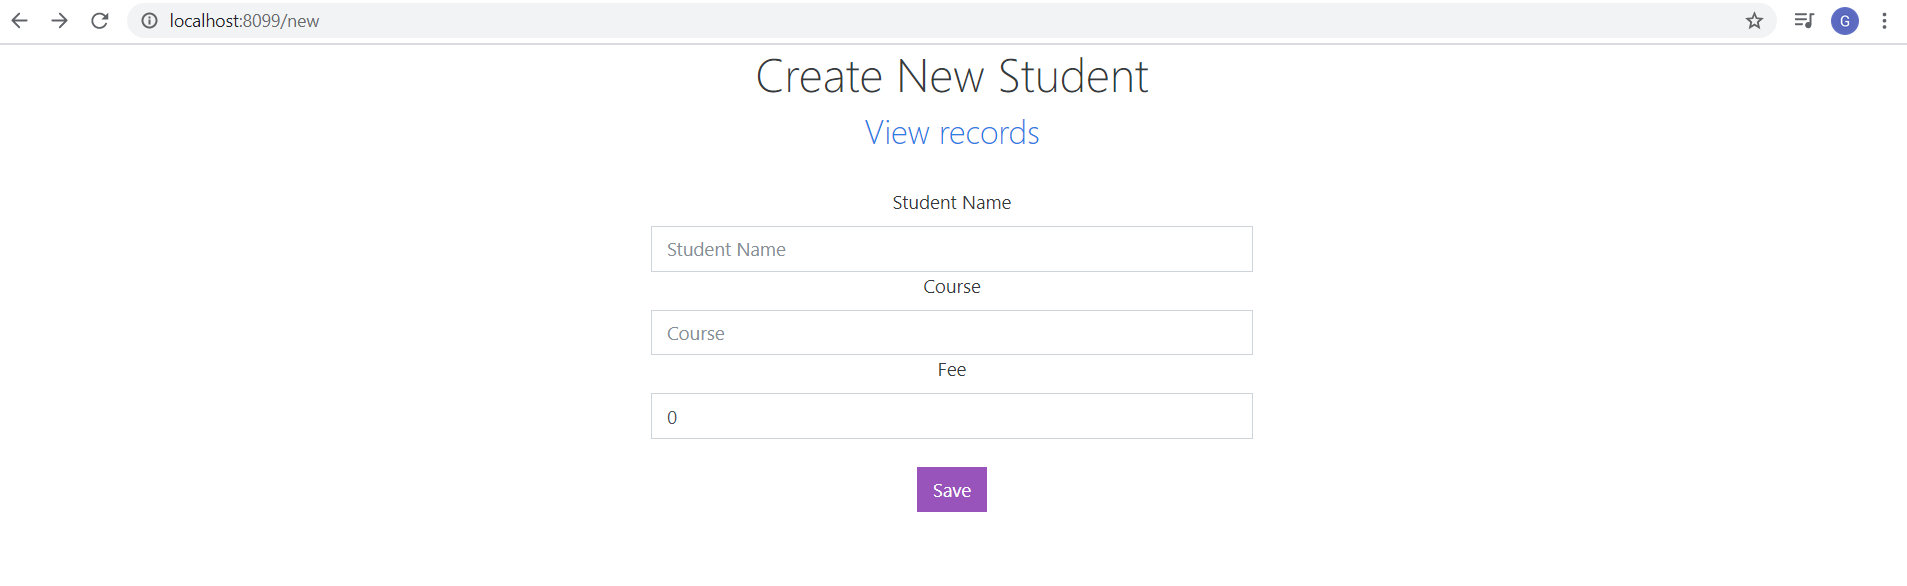 localhost:8099/new
G
Create New Student
View records
Student Name
Student Name
Course
Course
Fee
0
Save